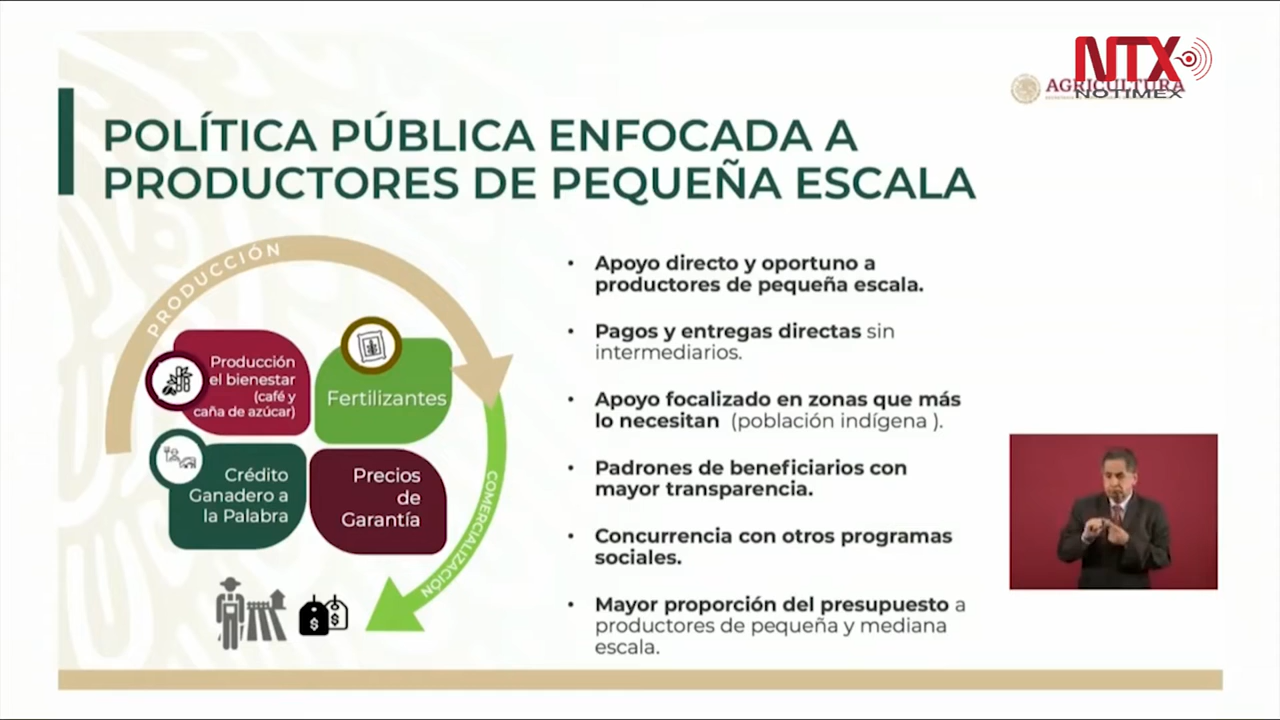 NTX
AGRICULTURA
NOTIMEX
POLÍTICA PÚBLICA ENFOCADA A
PRODUCTORES DE PEQUEÑA ESCALA
PRODUCCIÓN
Producción
el bienestar
(café y
caña de azúcar)
Fertilizantes
Crédito
Ganadero a
la Palabra
Precios
de
Garantía
COMERCIALIZACIÓN
$ $
• Apoyo directo y oportuno a
productores de pequeña escala.
• Pagos y entregas directas sin
intermediarios.
• Apoyo focalizado en zonas que más
lo necesitan (población indígena ).
• Padrones de beneficiarios con
mayor transparencia.
• Concurrencia con otros programas
sociales.
• Mayor proporción del presupuesto a
productores de pequeña y mediana
escala.